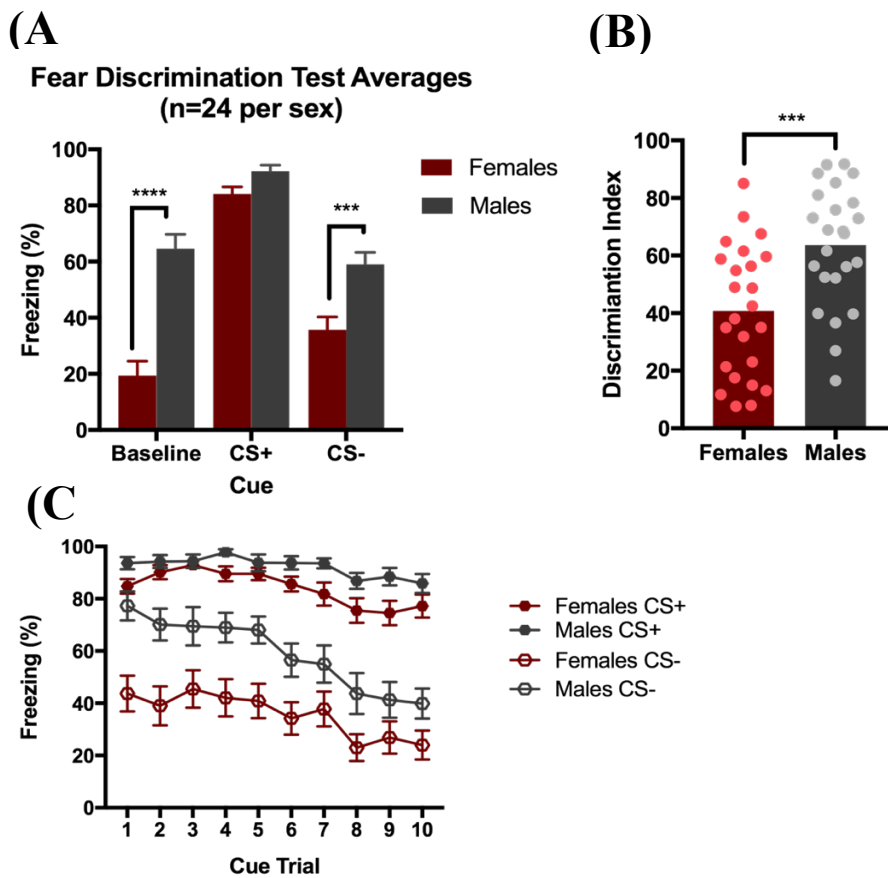 (A
Fear Discrimination Test Averages
(n=24 per sex)
100
80
60
40
20
0
Freezing (%)
****
***
Females
Males
Baseline CS+ CS-
Cue
(B)
***
100
80
60
40
20
0
Discrimiantion Index
Females Males
(C
100
80
60
40
20
0
Freezing (%)
1 2 3 4 5 6 7 8 9 10
Cue Trial
Females CS+
Males CS+
Females CS-
Males CS-